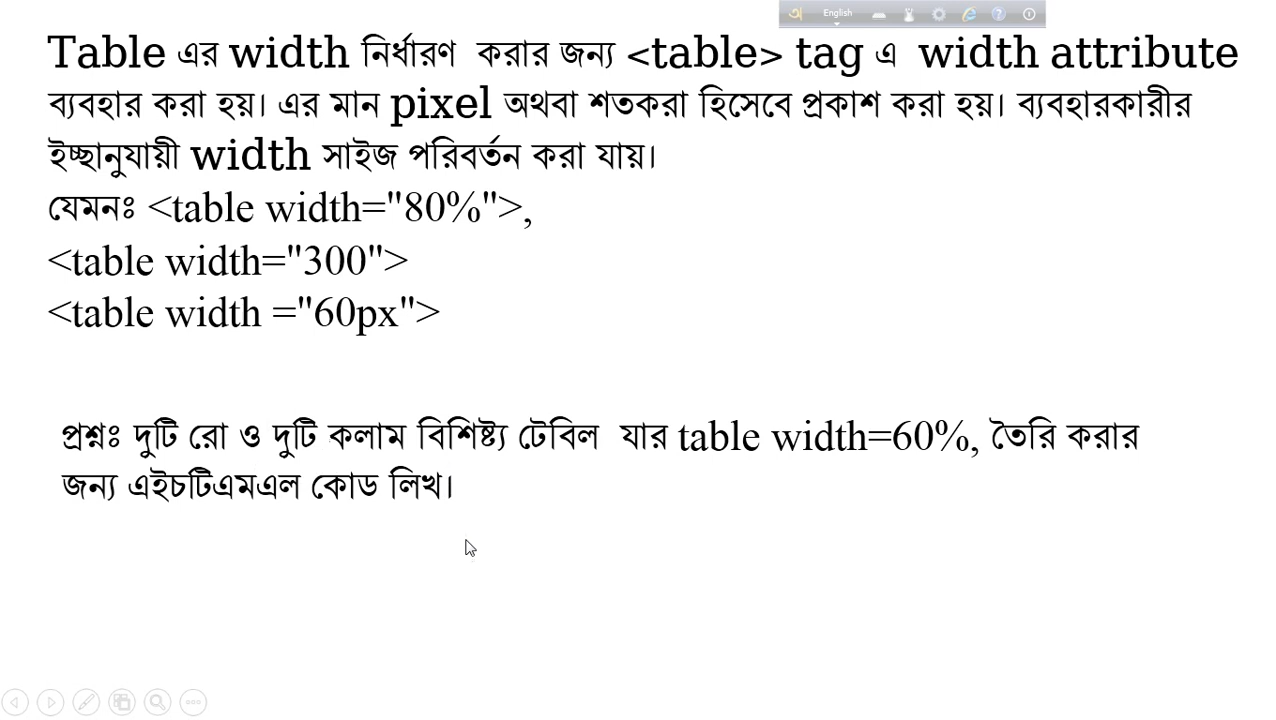 অ English
Table এর width নির্ধারণ করার জন্য <table> tag এ width attribute
ব্যবহার করা হয়। এর মান pixel অথবা শতকরা হিসেবে প্রকাশ করা হয়। ব্যবহারকারীর
ইচ্ছানুযায়ী width সাইজ পরিবর্তন করা যায়।
যেমনঃ <table width="80%">,
<table width="300">
<table width ="60px">
প্রশ্নঃ দুটি রো ও দুটি কলাম বিশিষ্ট্য টেবিল যার table width=60%, তৈরি করার
জন্য এইচটিএমএল কোড লিখ।